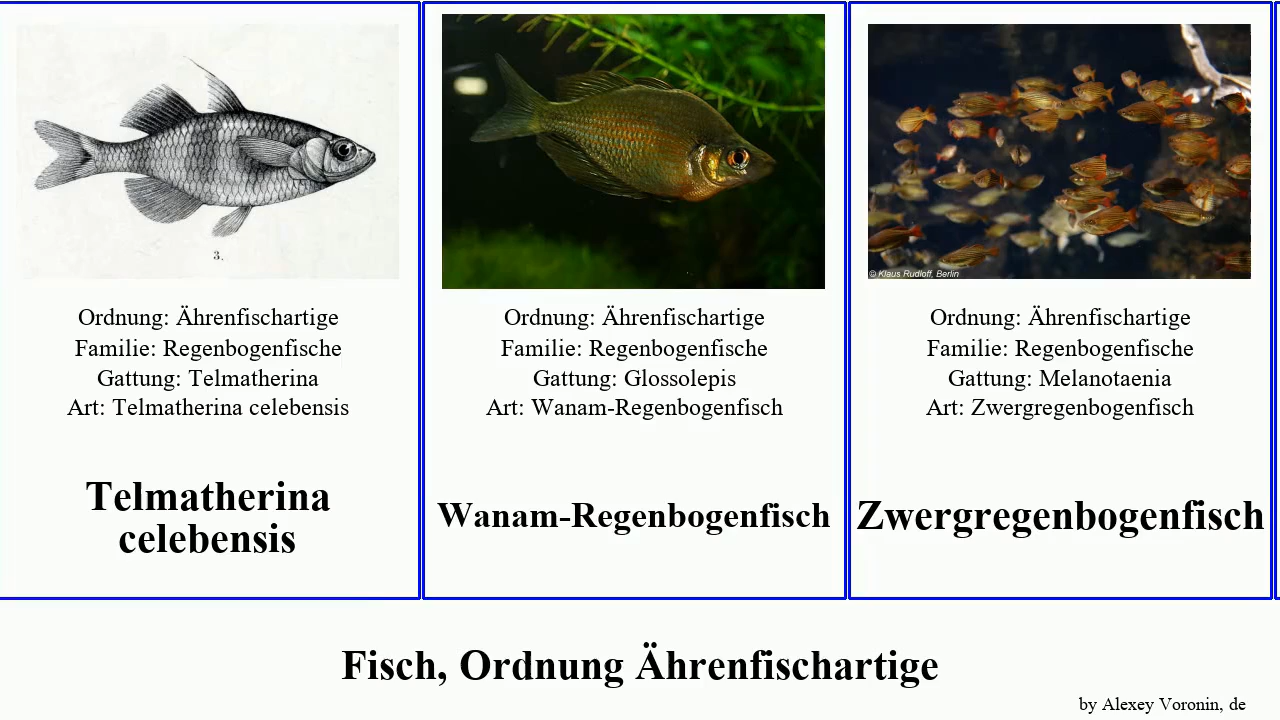 3.
© Klaus Rudloff, Berlin
Ordnung: Ährenfischartige
Familie: Regenbogenfische
Gattung: Telmatherina
Art: Telmatherina celebensis
Telmatherina
celebensis
Ordnung: Ährenfischartige
Familie: Regenbogenfische
Gattung: Glossolepis
Art: Wanam-Regenbogenfisch
Wanam-Regenbogenfisch
Ordnung: Ährenfischartige
Familie: Regenbogenfische
Gattung: Melanotaenia
Art: Zwergregenbogenfisch
Zwergregenbogenfisch
Fisch, Ordnung Ährenfischartige
by Alexey Voronin, de